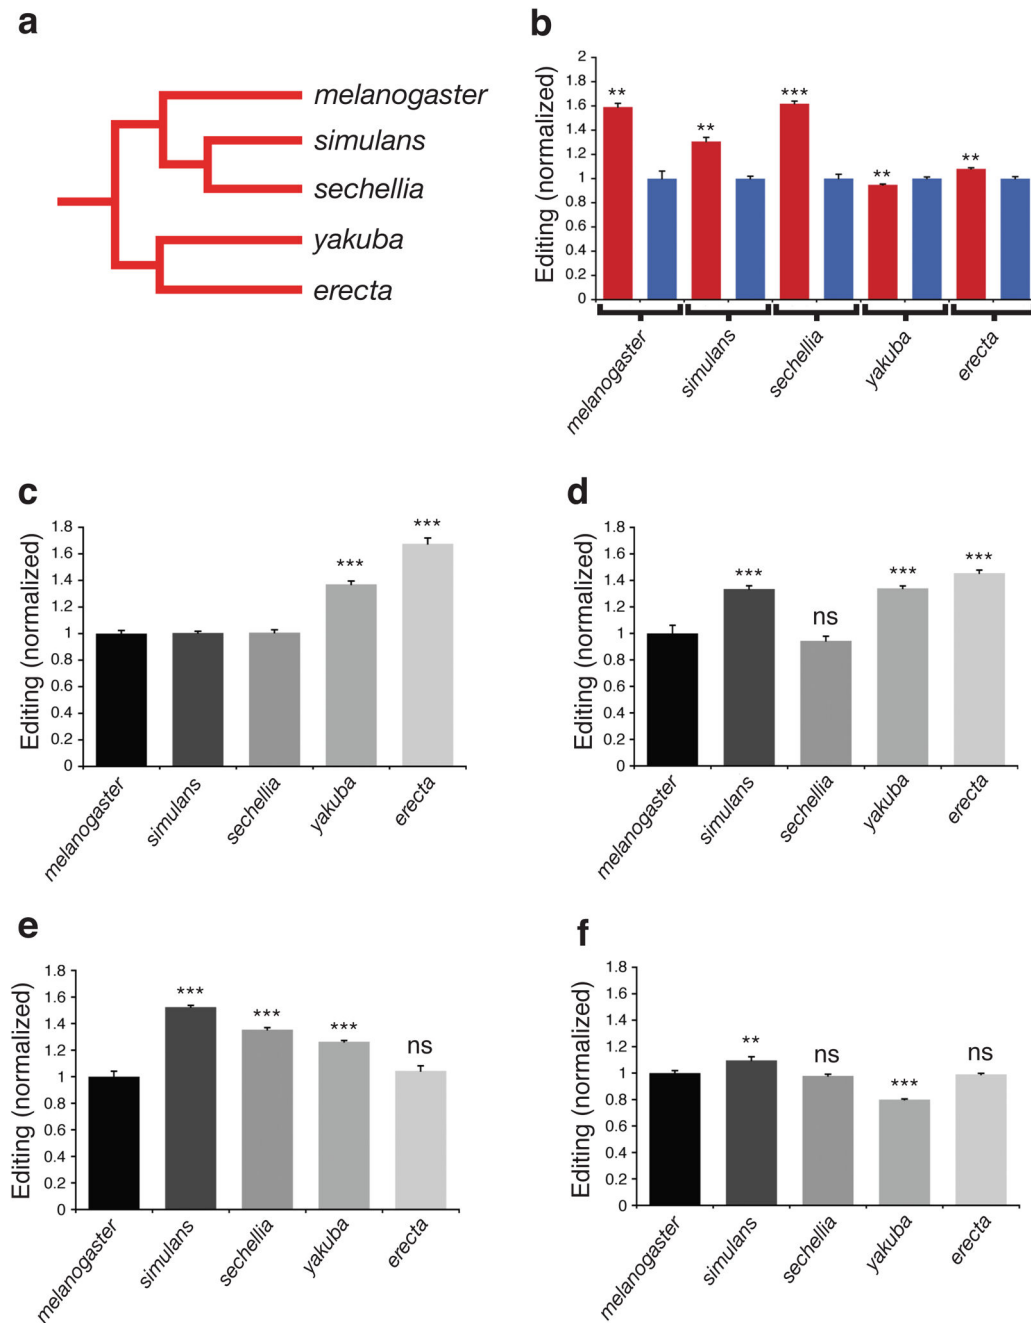 a
melanogaster
simulans
sechellia
yakuba
erecta
b
Editing (normalized)
2
1.8
1.6
1.4
1.2
1
0.8
0.6
0.4
0.2
0
**
**
***
**
**
melanogaster
simulans
sechellia
yakuba
erecta
c
Editing (normalized)
1.8
1.6
1.4
1.2
1
0.8
0.6
0.4
0.2
0
***
***
melanogaster
simulans
sechellia
yakuba
erecta
d
Editing (normalized)
1.8
1.6
1.4
1.2
1
0.8
0.6
0.4
0.2
0
***
ns
***
***
melanogaster
simulans
sechellia
yakuba
erecta
e
Editing (normalized)
1.8
1.6
1.4
1.2
1
0.8
0.6
0.4
0.2
0
***
***
***
ns
melanogaster
simulans
sechellia
yakuba
erecta
f
Editing (normalized)
1.8
1.6
1.4
1.2
1
0.8
0.6
0.4
0.2
0
**
ns
***
ns
melanogaster
simulans
sechellia
yakuba
erecta